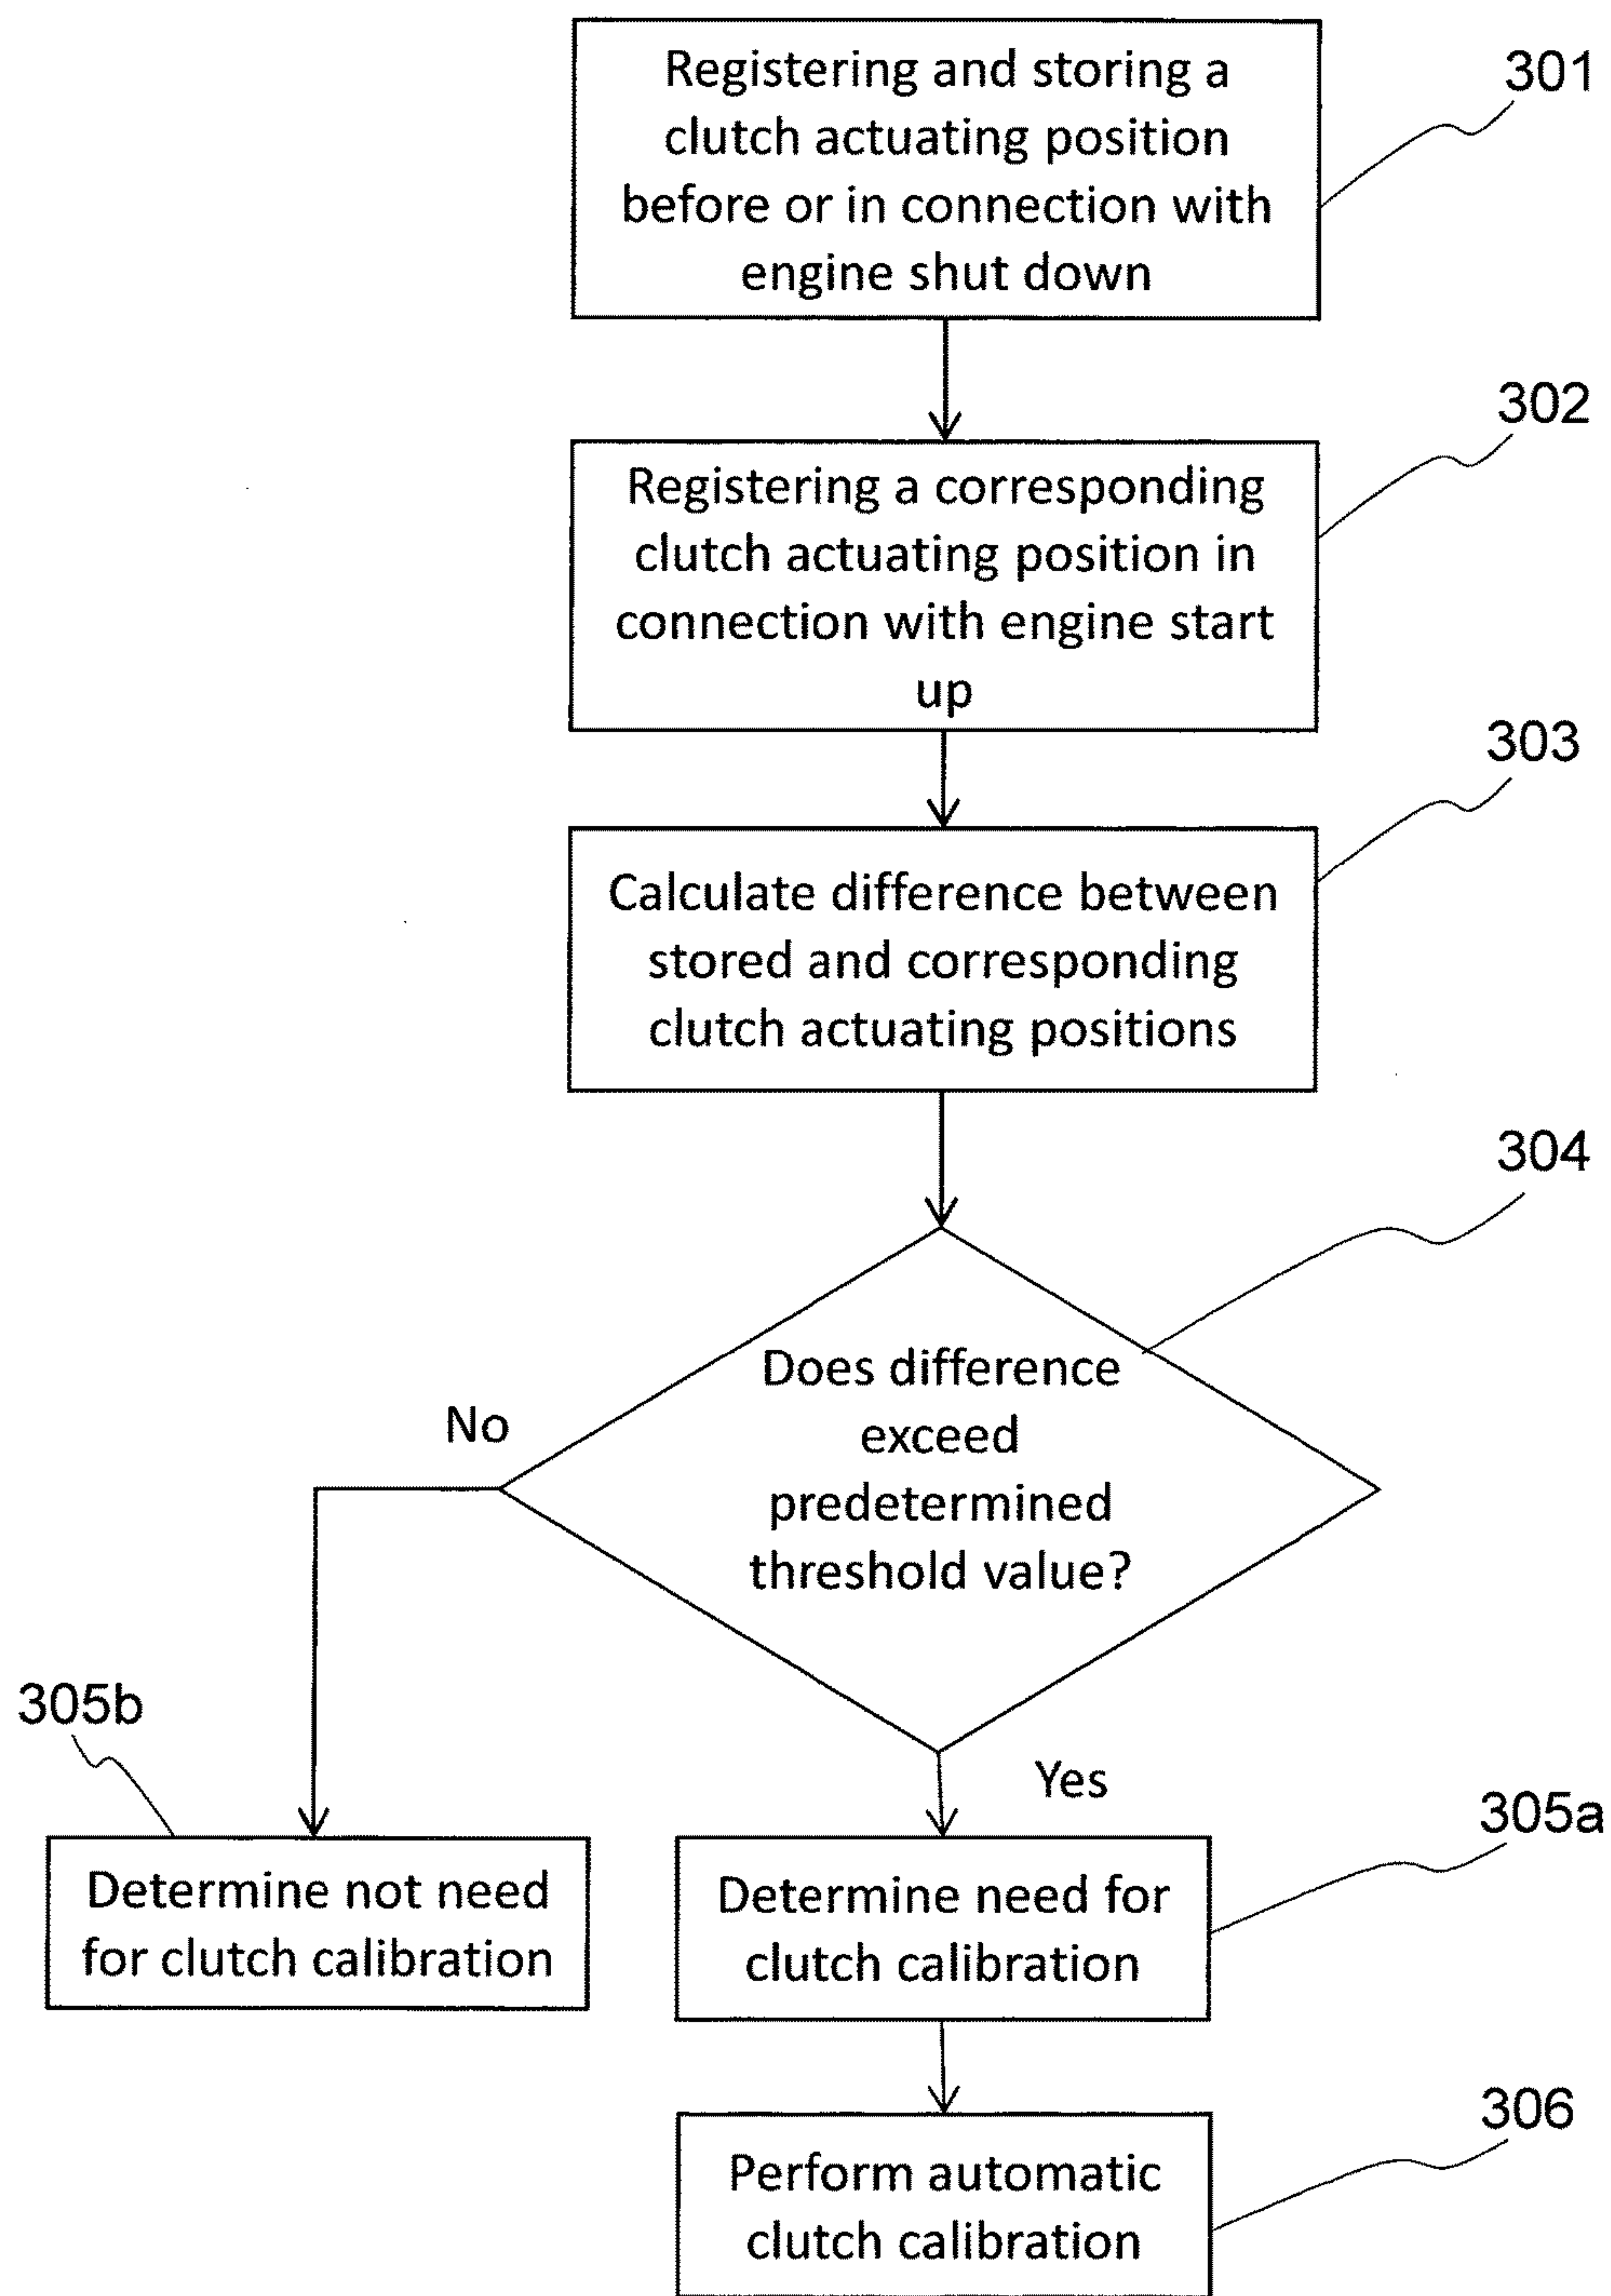 Registering and storing a
clutch actuating position
before or in connection with
engine shut down
301
Registering a corresponding
clutch actuating position in
connection with engine start
up
302
Calculate difference between
stored and corresponding
clutch actuating positions
303
Does difference
exceed
predetermined
threshold value?
304
No
Yes
305b
Determine not need
for clutch calibration
305a
Determine need for
clutch calibration
306
Perform automatic
clutch calibration